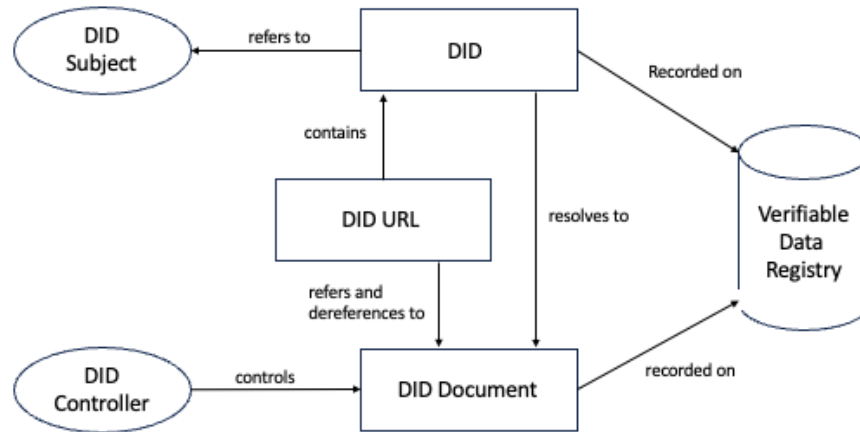 DID
Subject
refers to
DID
Recorded on
contains
DID URL
resolves to
Verifiable
Data
Registry
refers and
dereferences to
DID
Controller
controls
DID Document
recorded on